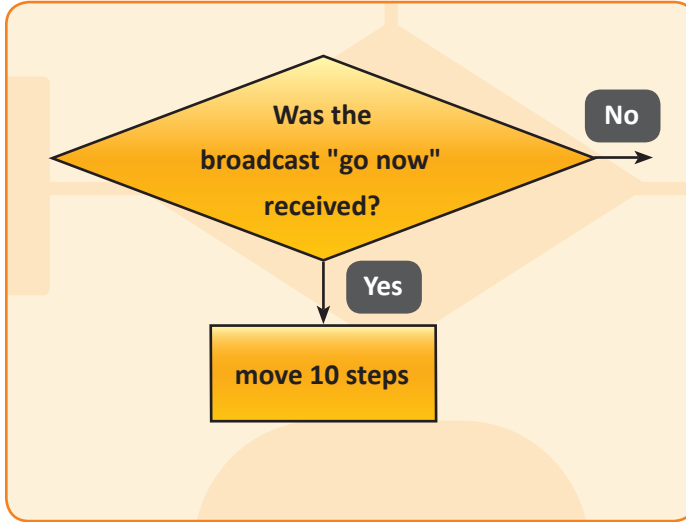 Was the
broadcast "go now"
received?
No
Yes
move 10 steps